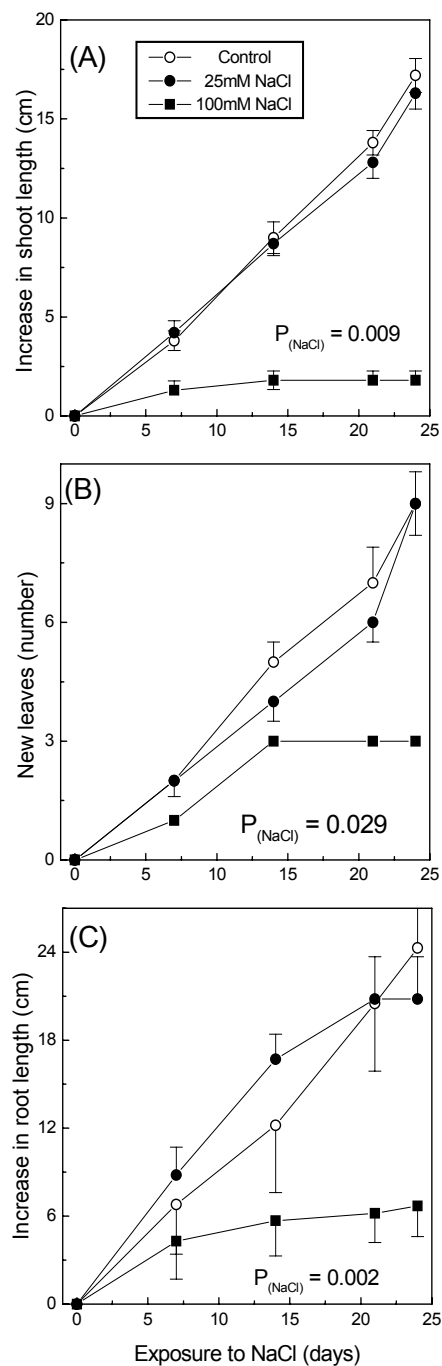 (A)
Control
25mM NaCl
100mM NaCl
20
15
10
5
0
Increase in shoot length (cm)
P(NaCl) = 0.009
0 5 10 15 20 25
(B)
9
6
3
0
New leaves (number)
P(NaCl) = 0.029
0 5 10 15 20 25
(C)
24
18
12
6
0
Increase in root length (cm)
P(NaCl) = 0.002
0 5 10 15 20 25
Exposure to NaCl (days)